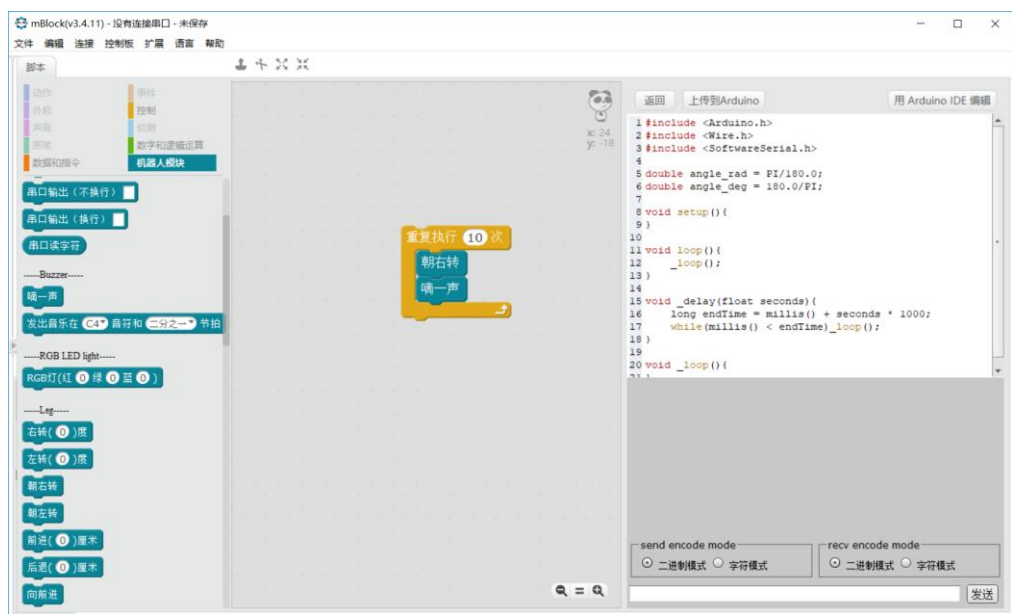 mBlock(v3.4.11) - 没有连接串口 - 未保存
文件 编辑 连接 控制板 扩展 语言 帮助
脚本
动作 事件
外观 控制
声音 侦测
画笔 数字和逻辑运算
数据和指令 机器人模块
串口输出（不换行）
串口输出（换行）
串口读字符
-----Buzzer-----
嘀一声
发出音乐在 C4 音符和 二分之一 节拍
-----RGB LED light-----
RGB灯(红 0 绿 0 蓝 0 )
-----Leg-----
右转( 0 )度
左转( 0 )度
朝右转
朝左转
前进( 0 )厘米
后退( 0 )厘米
向前进
x: 24
y: -18
重复执行 10 次
朝右转
嘀一声
返回 上传到Arduino 用 Arduino IDE 编辑
1 #include <Arduino.h>
2 #include <Wire.h>
3 #include <SoftwareSerial.h>
4
5 double angle_rad = PI/180.0;
6 double angle_deg = 180.0/PI;
7
8 void setup(){
9 }
10
11 void loop(){
12 _loop();
13 }
14
15 void _delay(float seconds){
16 long endTime = millis() + seconds * 1000;
17 while(millis() < endTime)_loop();
18 }
19
20 void _loop(){
send encode mode
二进制模式 字符模式
recv encode mode
二进制模式 字符模式
发送